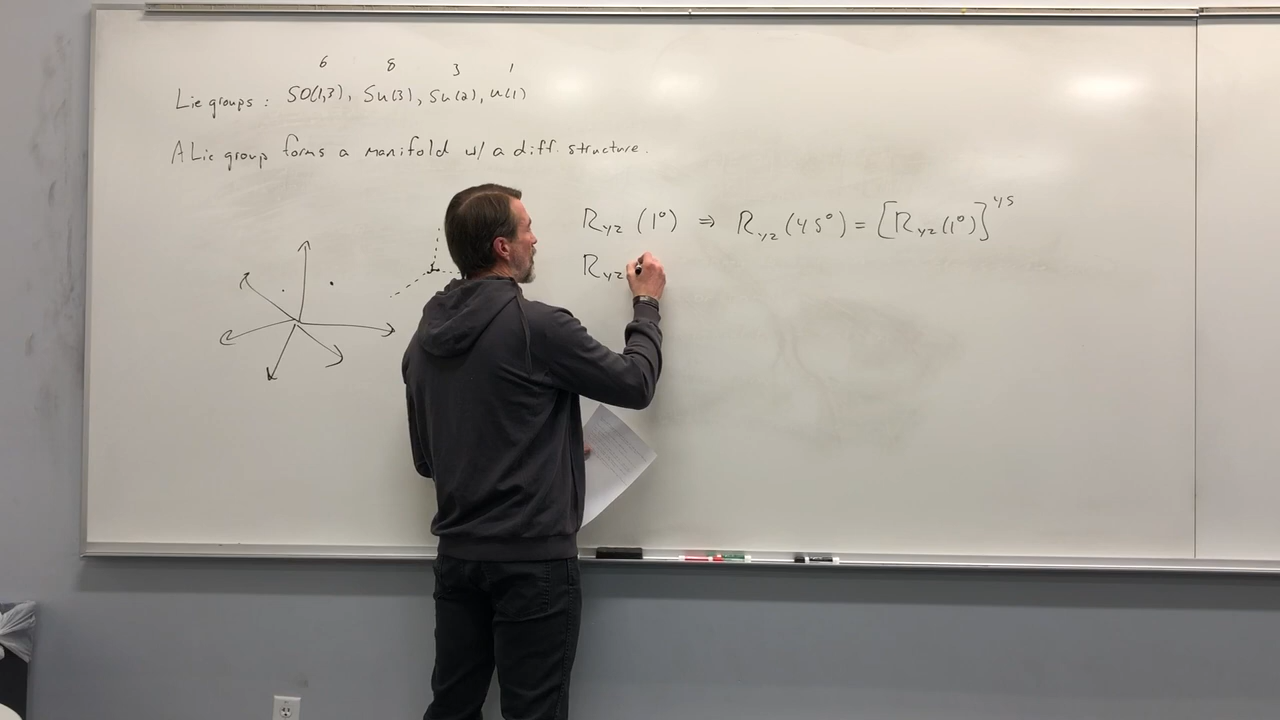 6 8 3 1
Lie groups : SO(1,3), Su(3), Su(2), u(1)
A Lie group forms a manifold w/ a diff. structure.
R_yz (1°) ⇒ R_yz (45°) = [R_yz (1°)]^45
R_yz